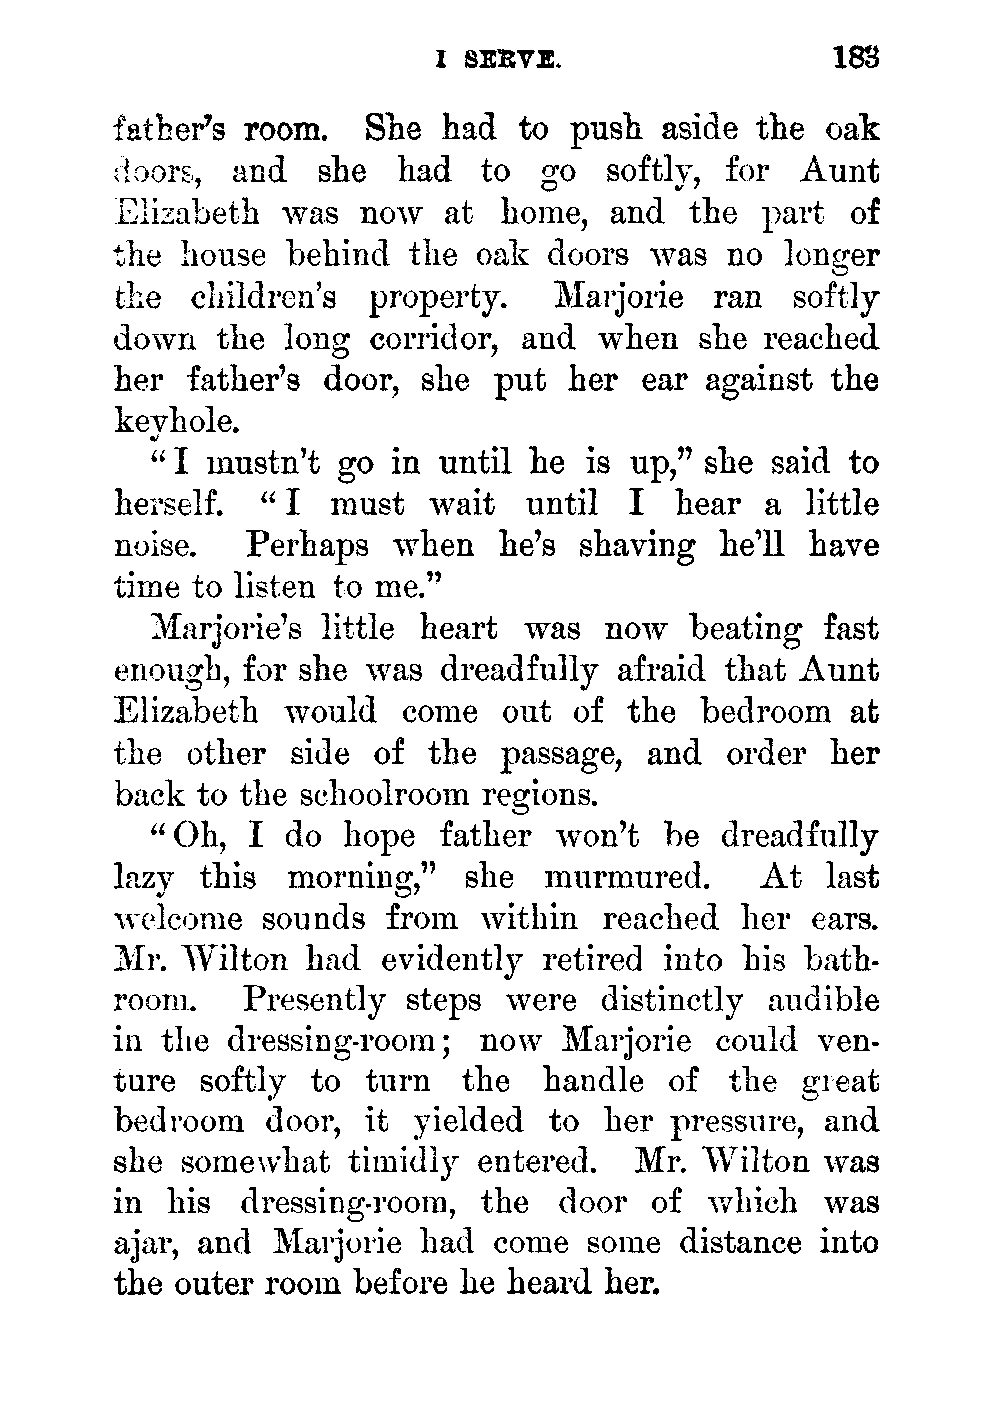 I SERVE. 183
father's room. She had to push aside the oak
doors, and she had to go softly, for Aunt
Elizabeth was now at home, and the part of
the house behind the oak doors was no longer
the children's property. Marjorie ran softly
down the long corridor, and when she reached
her father's door, she put her ear against the
keyhole.
“I mustn't go in until he is up,” she said to
herself. “I must wait until I hear a little
noise. Perhaps when he's shaving he'll have
time to listen to me.”
Marjorie's little heart was now beating fast
enough, for she was dreadfully afraid that Aunt
Elizabeth would come out of the bedroom at
the other side of the passage, and order her
back to the schoolroom regions.
“Oh, I do hope father won't be dreadfully
lazy this morning,” she murmured. At last
welcome sounds from within reached her ears.
Mr. Wilton had evidently retired into his bath-
room. Presently steps were distinctly audible
in the dressing-room; now Marjorie could ven-
ture softly to turn the handle of the great
bedroom door, it yielded to her pressure, and
she somewhat timidly entered. Mr. Wilton was
in his dressing-room, the door of which was
ajar, and Marjorie had come some distance into
the outer room before he heard her.